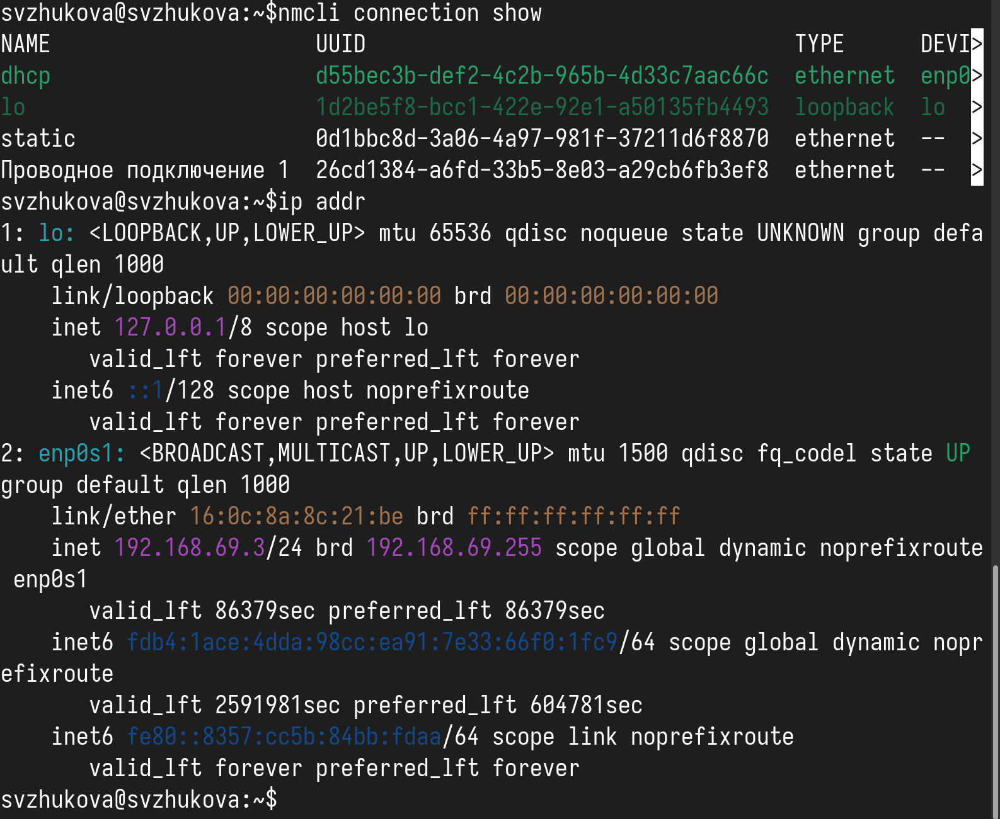 svzhukova@svzhukova:~$nmcli connection show
NAME                     UUID                                  TYPE      DEVI>
dhcp                     d55bec3b-def2-4c2b-965b-4d33c7aac66c  ethernet  enp0>
lo                       1d2be5f8-bcc1-422e-92e1-a50135fb4493  loopback  lo  >
static                   0d1bbc8d-3a06-4a97-981f-37211d6f8870  ethernet  --  >
Проводное подключение 1  26cd1384-a6fd-33b5-8e03-a29cb6fb3ef8  ethernet  --  >
svzhukova@svzhukova:~$ip addr
1: lo: <LOOPBACK,UP,LOWER_UP> mtu 65536 qdisc noqueue state UNKNOWN group defa
ult qlen 1000
    link/loopback 00:00:00:00:00:00 brd 00:00:00:00:00:00
    inet 127.0.0.1/8 scope host lo
       valid_lft forever preferred_lft forever
    inet6 ::1/128 scope host noprefixroute
       valid_lft forever preferred_lft forever
2: enp0s1: <BROADCAST,MULTICAST,UP,LOWER_UP> mtu 1500 qdisc fq_codel state UP
group default qlen 1000
    link/ether 16:0c:8a:8c:21:be brd ff:ff:ff:ff:ff:ff
    inet 192.168.69.3/24 brd 192.168.69.255 scope global dynamic noprefixroute
 enp0s1
       valid_lft 86379sec preferred_lft 86379sec
    inet6 fdb4:1ace:4dda:98cc:ea91:7e33:66f0:1fc9/64 scope global dynamic nopr
efixroute
       valid_lft 2591981sec preferred_lft 604781sec
    inet6 fe80::8357:cc5b:84bb:fdaa/64 scope link noprefixroute
       valid_lft forever preferred_lft forever
svzhukova@svzhukova:~$